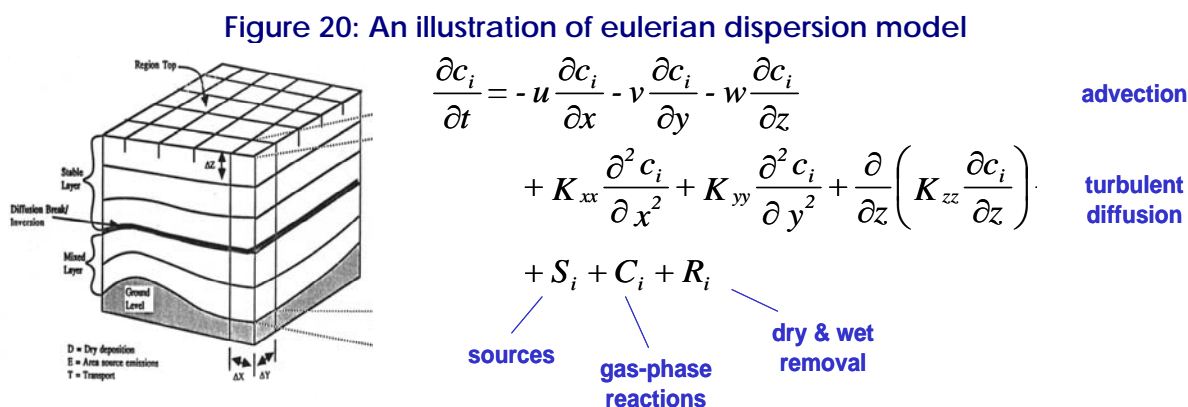 Figure 20: An illustration of eulerian dispersion model
Region Top
ΔZ
Stable
Layer
Diffusion Break/
Inversion
Mixed
Layer
Ground
Level
D = Dry deposition
E = Area source emissions
T = Transport
ΔX ΔY
∂c_i/∂t = - u ∂c_i/∂x - v ∂c_i/∂y - w ∂c_i/∂z
advection
+ K_xx ∂²c_i/∂x² + K_yy ∂²c_i/∂y² + ∂/∂z (K_zz ∂c_i/∂z)
turbulent
diffusion
+ S_i + C_i + R_i
sources
gas-phase
reactions
dry & wet
removal